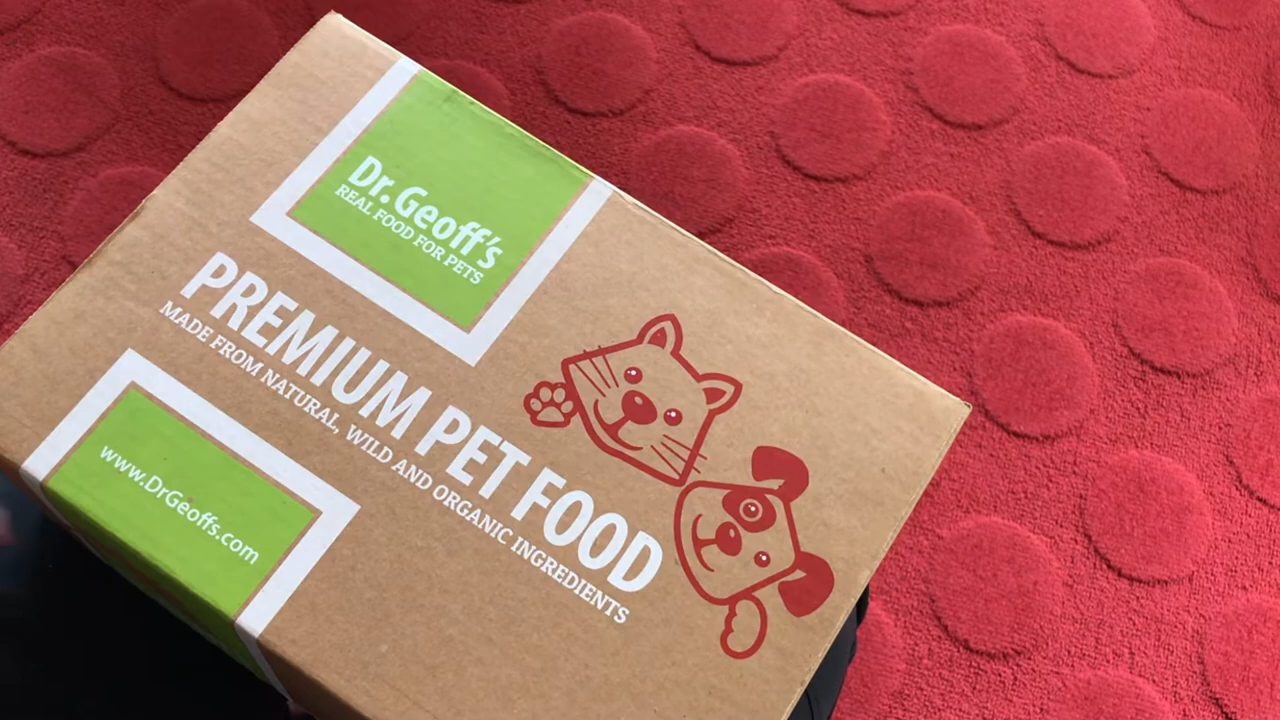 Dr.Geoff's
REAL FOOD FOR PETS
PREMIUM PET FOOD
MADE FROM NATURAL, WILD AND ORGANIC INGREDIENTS
www.DrGeoffs.com